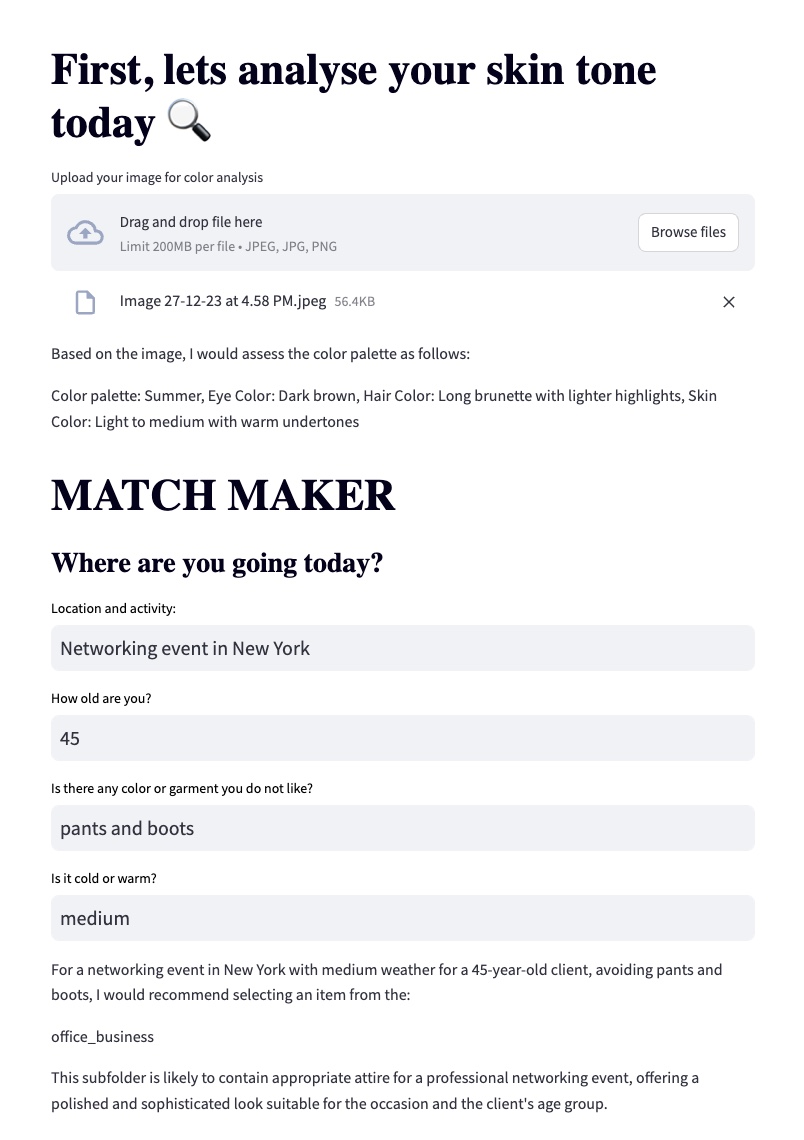 First, lets analyse your skin tone
today 🔍
Upload your image for color analysis
Drag and drop file here
Limit 200MB per file • JPEG, JPG, PNG
Browse files
Image 27-12-23 at 4.58 PM.jpeg 56.4KB
Based on the image, I would assess the color palette as follows:
Color palette: Summer, Eye Color: Dark brown, Hair Color: Long brunette with lighter highlights, Skin
Color: Light to medium with warm undertones
MATCH MAKER
Where are you going today?
Location and activity:
Networking event in New York
How old are you?
45
Is there any color or garment you do not like?
pants and boots
Is it cold or warm?
medium
For a networking event in New York with medium weather for a 45-year-old client, avoiding pants and
boots, I would recommend selecting an item from the:
office_business
This subfolder is likely to contain appropriate attire for a professional networking event, offering a
polished and sophisticated look suitable for the occasion and the client's age group.